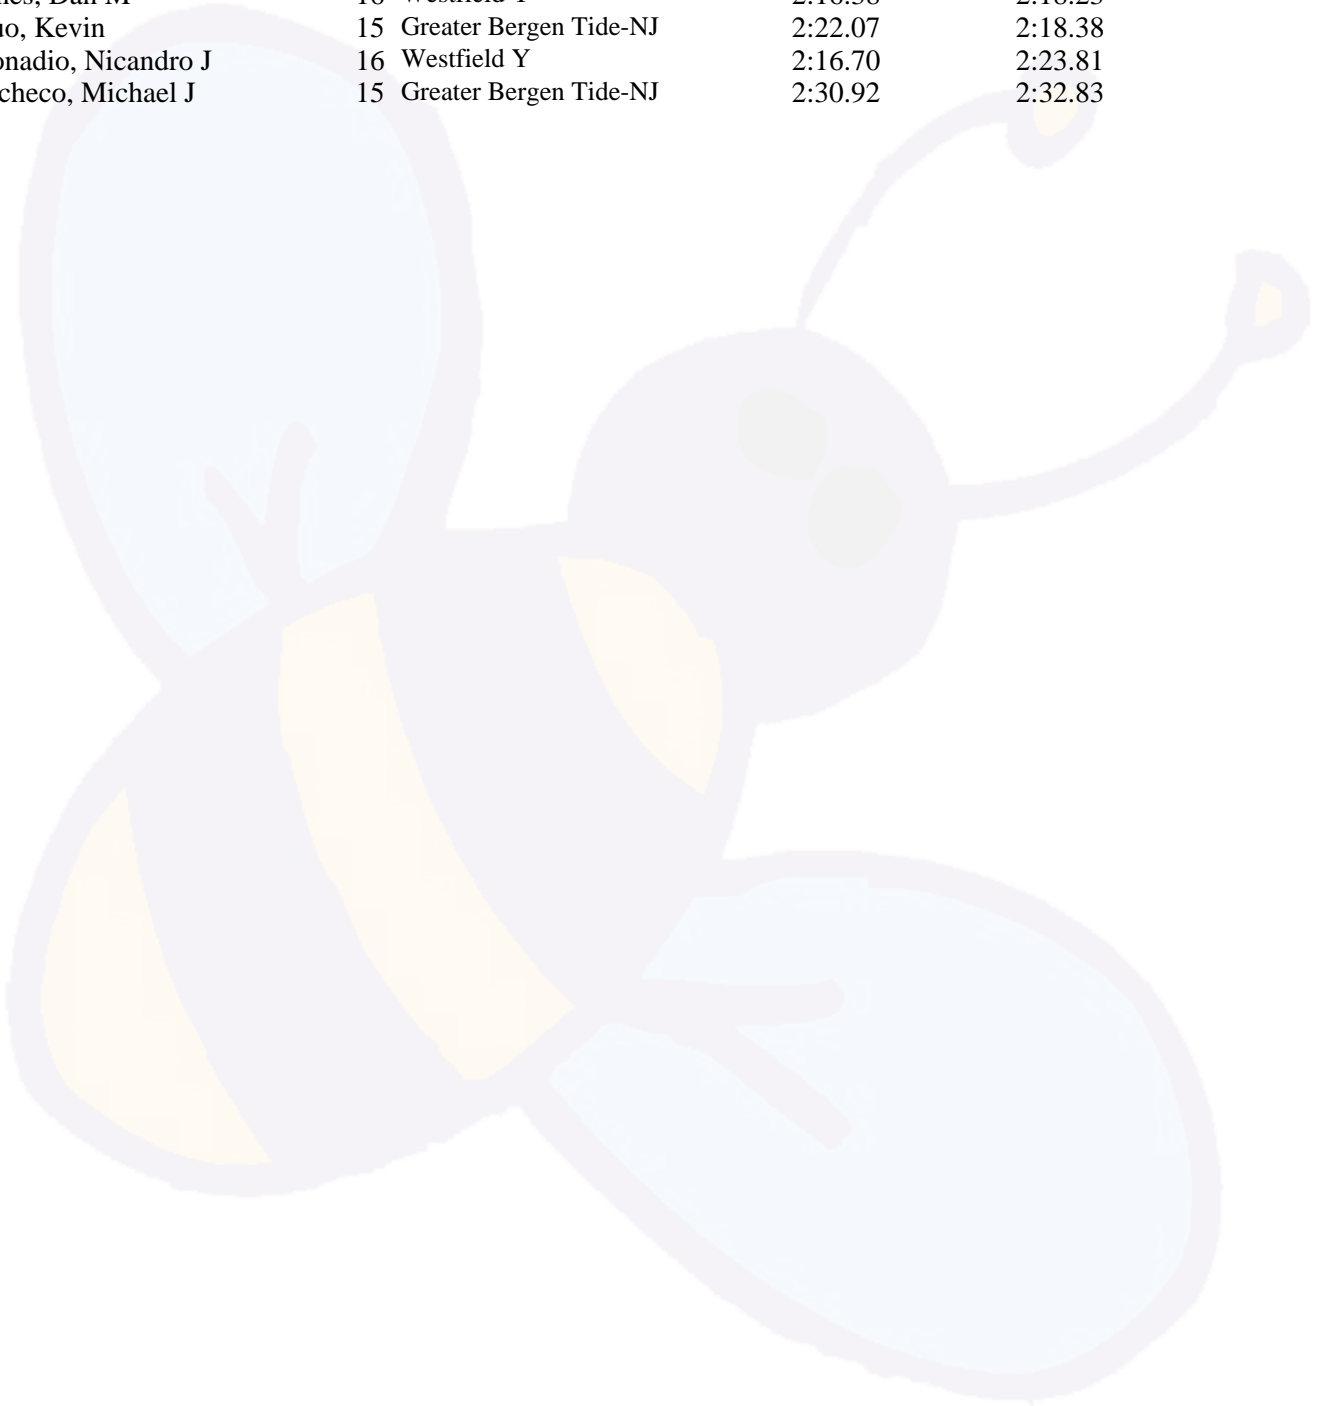 Dan M
uo, Kevin 15 Greater Bergen Tide-NJ 2:22.07 2:18.38
onadio, Nicandro J 16 Westfield Y 2:16.70 2:23.81
checo, Michael J 15 Greater Bergen Tide-NJ 2:30.92 2:32.83